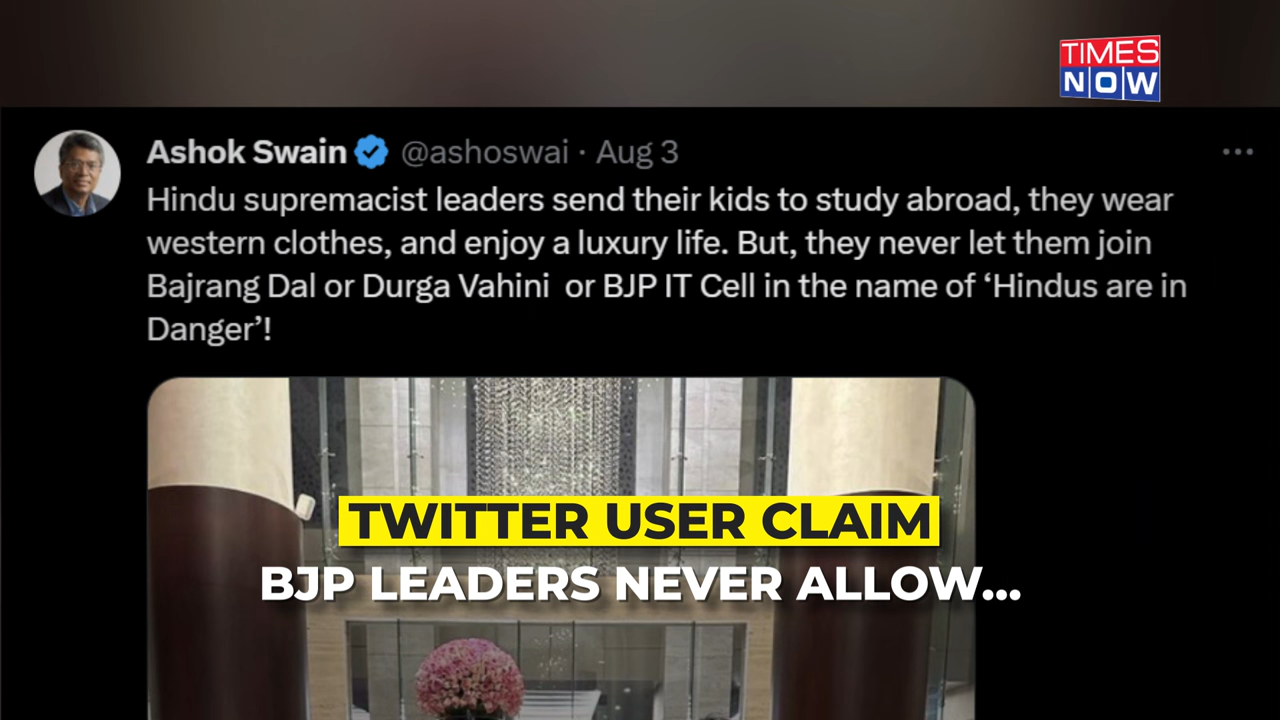 TIMES
NOW
Ashok Swain @ashoswai · Aug 3
Hindu supremacist leaders send their kids to study abroad, they wear
western clothes, and enjoy a luxury life. But, they never let them join
Bajrang Dal or Durga Vahini or BJP IT Cell in the name of ‘Hindus are in
Danger’!
TWITTER USER CLAIM
BJP LEADERS NEVER ALLOW...